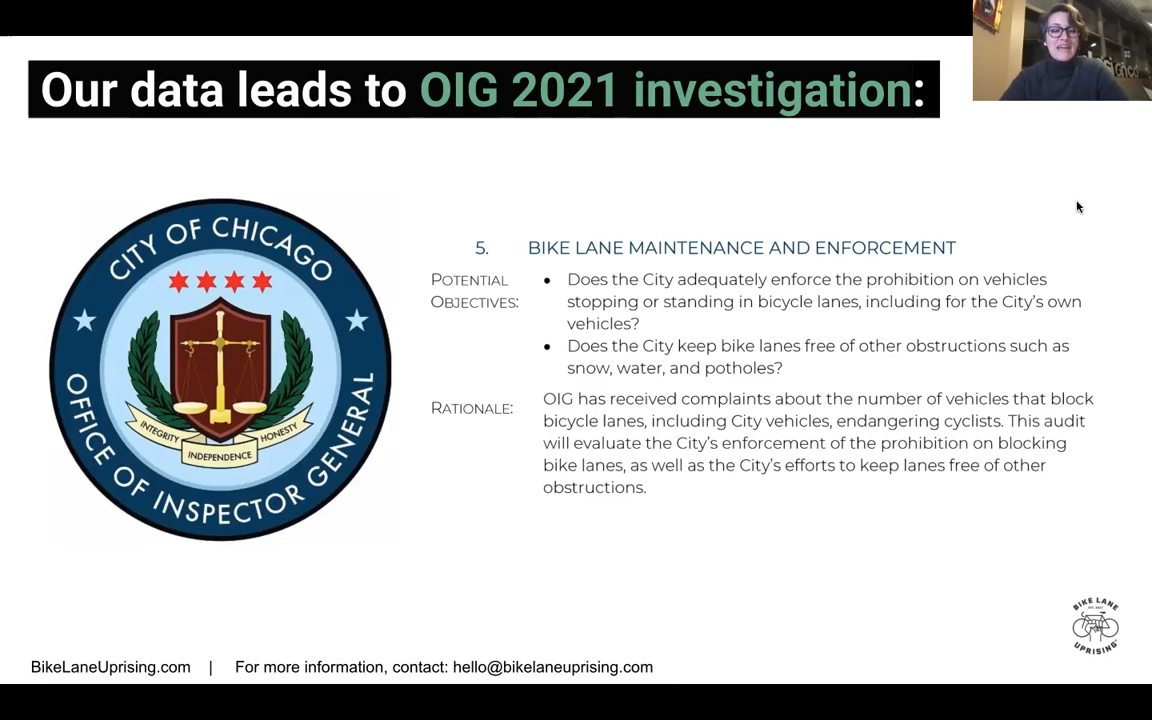 Our data leads to OIG 2021 investigation:
CITY OF CHICAGO
OFFICE OF INSPECTOR GENERAL
INTEGRITY
INDEPENDENCE
HONESTY
5. BIKE LANE MAINTENANCE AND ENFORCEMENT
POTENTIAL
OBJECTIVES:
• Does the City adequately enforce the prohibition on vehicles
stopping or standing in bicycle lanes, including for the City's own
vehicles?
• Does the City keep bike lanes free of other obstructions such as
snow, water, and potholes?
RATIONALE:
OIG has received complaints about the number of vehicles that block
bicycle lanes, including City vehicles, endangering cyclists. This audit
will evaluate the City's enforcement of the prohibition on blocking
bike lanes, as well as the City's efforts to keep lanes free of other
obstructions.
BIKE LANE
UPRISING
BikeLaneUprising.com | For more information, contact: hello@bikelaneuprising.com